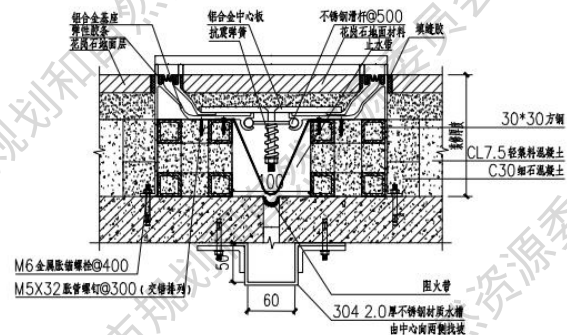 铝合金基座
弹性胶条
花岗石地面层
铝合金中心板
抗震弹簧
不锈钢滑杆@500
花岗石地面材料
止水带
填缝胶
30*30方钢
CL7.5轻集料混凝土
C30细石混凝土
100
50
60
M6金属胀锚螺栓@400
M5X32胀管螺钉@300(交错排列)
阻火带
304 2.0厚不锈钢材质水槽
由中心向两侧找坡